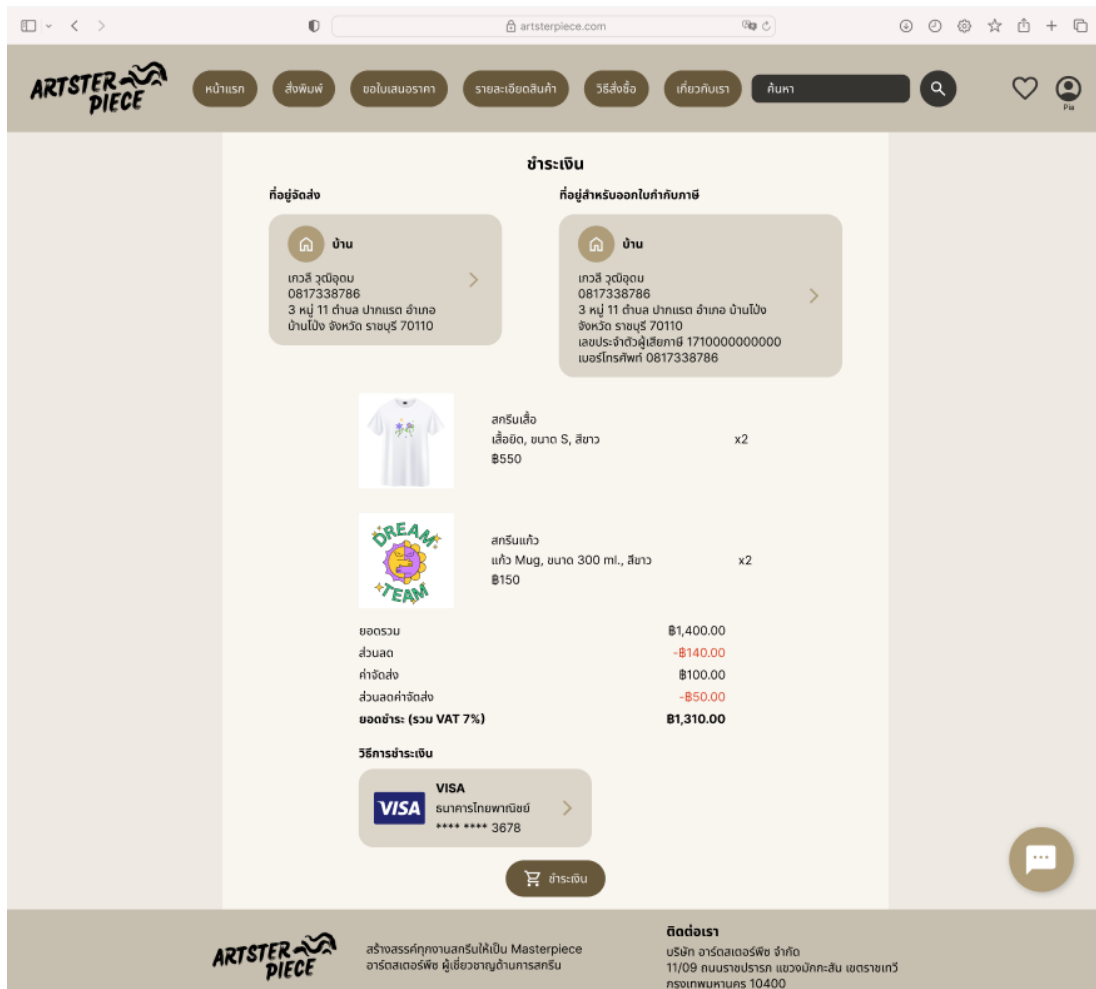 artsterpiece.com
ARTSTER
PIECE
หน้าแรก
สั่งพิมพ์
ขอใบเสนอราคา
รายละเอียดสินค้า
วิธีสั่งซื้อ
เกี่ยวกับเรา
ค้นหา
Pia
ชำระเงิน
ที่อยู่จัดส่ง
บ้าน
เกวลี วุฒิอุดม
0817338786
3 หมู่ 11 ตำบล ปากแรต อำเภอ
บ้านโป่ง จังหวัด ราชบุรี 70110
ที่อยู่สำหรับออกใบกำกับภาษี
บ้าน
เกวลี วุฒิอุดม
0817338786
3 หมู่ 11 ตำบล ปากแรต อำเภอ บ้านโป่ง
จังหวัด ราชบุรี 70110
เลขประจำตัวผู้เสียภาษี 1710000000000
เบอร์โทรศัพท์ 0817338786
สกรีนเสื้อ
เสื้อยืด, ขนาด S, สีขาว x2
฿550
DREAM
TEAM
สกรีนแก้ว
แก้ว Mug, ขนาด 300 ml., สีขาว x2
฿150
ยอดรวม ฿1,400.00
ส่วนลด -฿140.00
ค่าจัดส่ง ฿100.00
ส่วนลดค่าจัดส่ง -฿50.00
ยอดชำระ (รวม VAT 7%) ฿1,310.00
วิธีการชำระเงิน
VISA
VISA
ธนาคารไทยพาณิชย์
**** **** 3678
ชำระเงิน
ARTSTER
PIECE
สร้างสรรค์ทุกงานสกรีนให้เป็น Masterpiece
อาร์ตสเตอร์พีซ ผู้เชี่ยวชาญด้านการสกรีน
ติดต่อเรา
บริษัท อาร์ตสเตอร์พีซ จำกัด
11/09 ถนนราชปรารภ แขวงมักกะสัน เขตราชเทวี
กรุงเทพมหานคร 10400